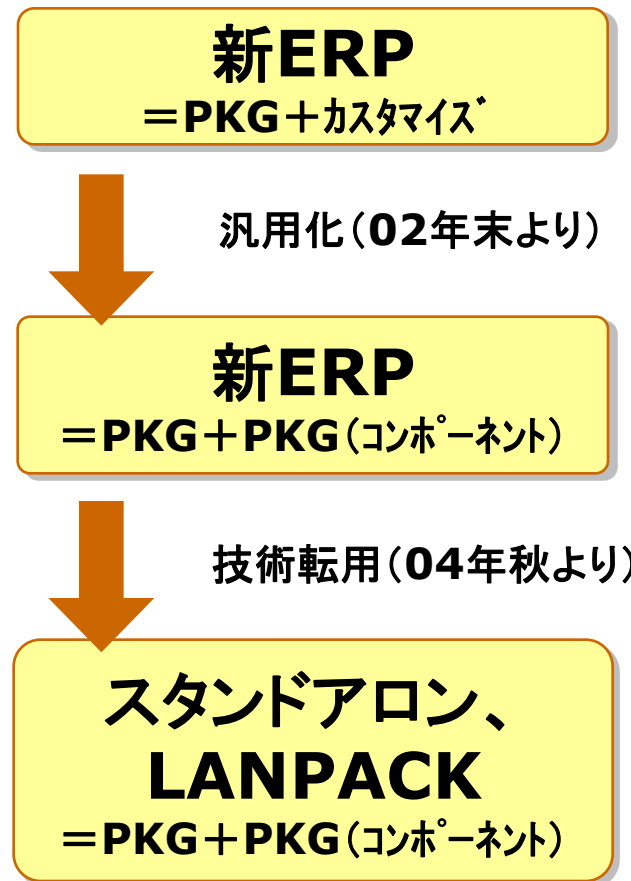 新ERP
＝PKG＋ｶｽﾀﾏｲｽﾞ
汎用化（02年末より）
新ERP
＝PKG＋PKG（ｺﾝﾎﾟｰﾈﾝﾄ）
技術転用（04年秋より）
スタンドアロン、
LANPACK
＝PKG＋PKG（ｺﾝﾎﾟｰﾈﾝﾄ）